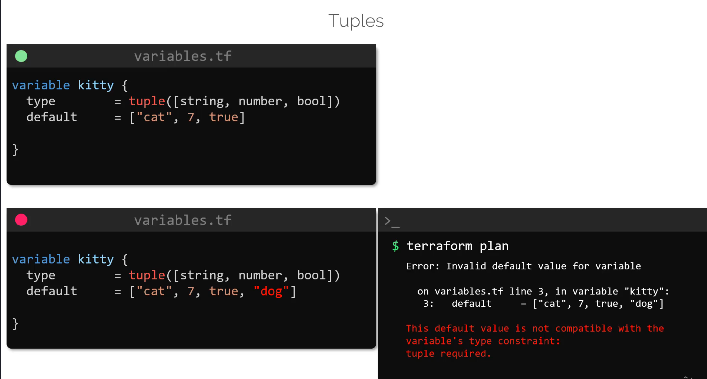 Tuples
variables.tf
variable kitty {
  type        = tuple([string, number, bool])
  default     = ["cat", 7, true]
}
variables.tf
variable kitty {
  type        = tuple([string, number, bool])
  default     = ["cat", 7, true, "dog"]
}
>_
$ terraform plan
Error: Invalid default value for variable
  on variables.tf line 3, in variable "kitty":
   3:   default     = ["cat", 7, true, "dog"]
This default value is not compatible with the
variable's type constraint:
tuple required.